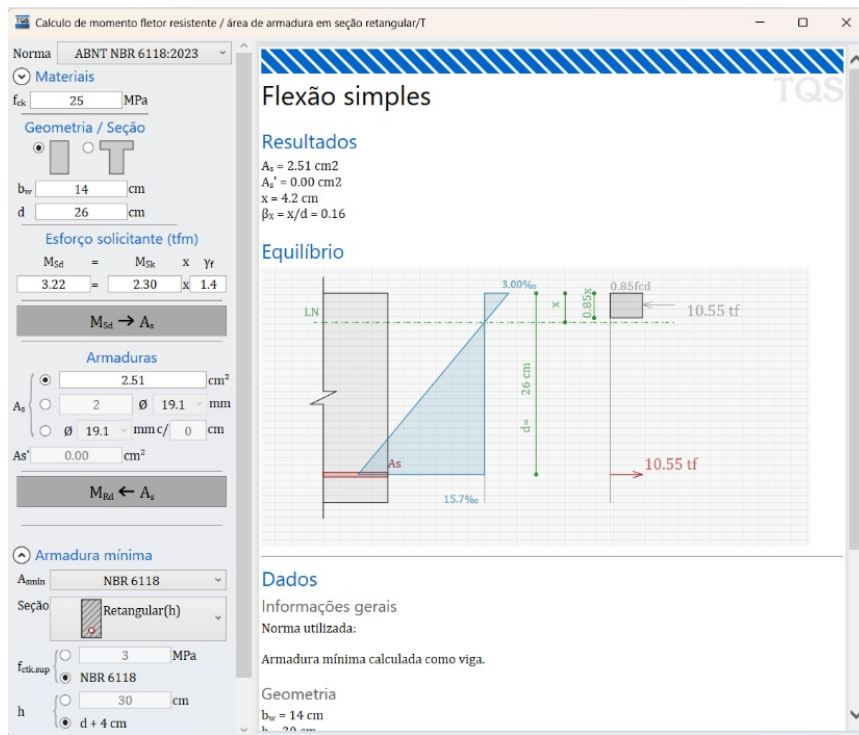 Calculo de momento fletor resistente / área de armadura em seção retangular/T
Norma ABNT NBR 6118:2023
Materiais
fck 25 MPa
Geometria / Seção
bw 14 cm
d 26 cm
Esforço solicitante (tfm)
MSd = MSk x γf
3.22 = 2.30 x 1.4
MSd → As
Armaduras
2.51 cm²
As 2 Ø 19.1 mm
Ø 19.1 mm c/ 0 cm
As' 0.00 cm²
MRd ← As
Armadura mínima
Asmin NBR 6118
Seção Retangular(h)
fctk,sup 3 MPa
NBR 6118
h 30 cm
d + 4 cm
TQS
Flexão simples
Resultados
As = 2.51 cm2
As' = 0.00 cm2
x = 4.2 cm
βx = x/d = 0.16
Equilíbrio
3.00‰
0.85fcd
LN
x
0.85x
10.55 tf
d= 26 cm
As
10.55 tf
15.7‰
Dados
Informações gerais
Norma utilizada:
Armadura mínima calculada como viga.
Geometria
bw = 14 cm
h = 30 cm